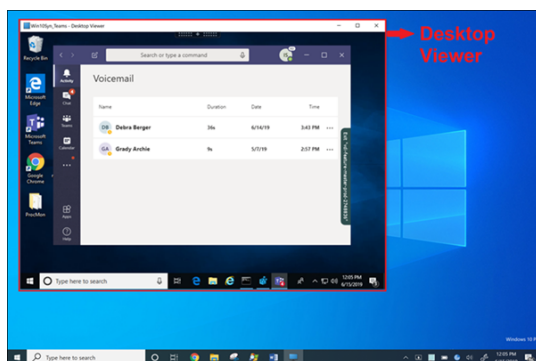 Win10Syn_Teams - Desktop Viewer
Desktop
Viewer
Recycle Bin
Search or type a command
Activity
Voicemail
Microsoft
Edge
Chat
Name Duration Date Time
Teams
DB Debra Berger 36s 6/14/19 3:43 PM
Microsoft
Teams
Calendar
GA Grady Archie 9s 5/7/19 2:57 PM
Google
Chrome
ProcMon
Apps
Help
Type here to search
12:05 PM
6/15/2019
Windows 10 P
Type here to search
12:05 PM